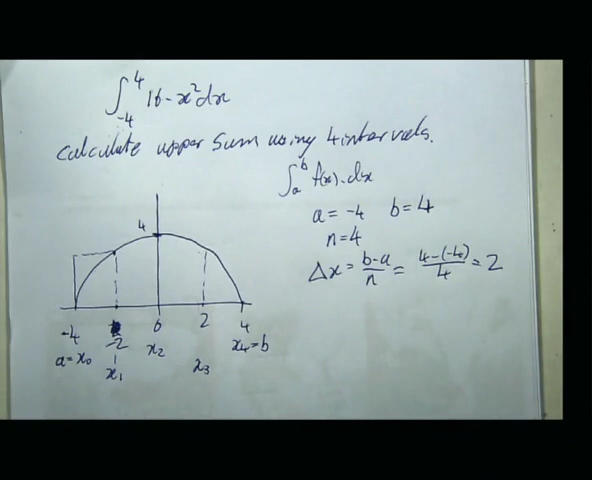 ∫₋₄⁴ 16 - x² dx
Calculate upper sum using 4 intervals.
∫ₐᵇ f(x).dx
a = -4 b = 4
n = 4
Δx = (b-a)/n = (4-(-4))/4 = 2
4
-4 -2 0 2 4
a = x₀ x₁ x₂ x₃ x₄ = b